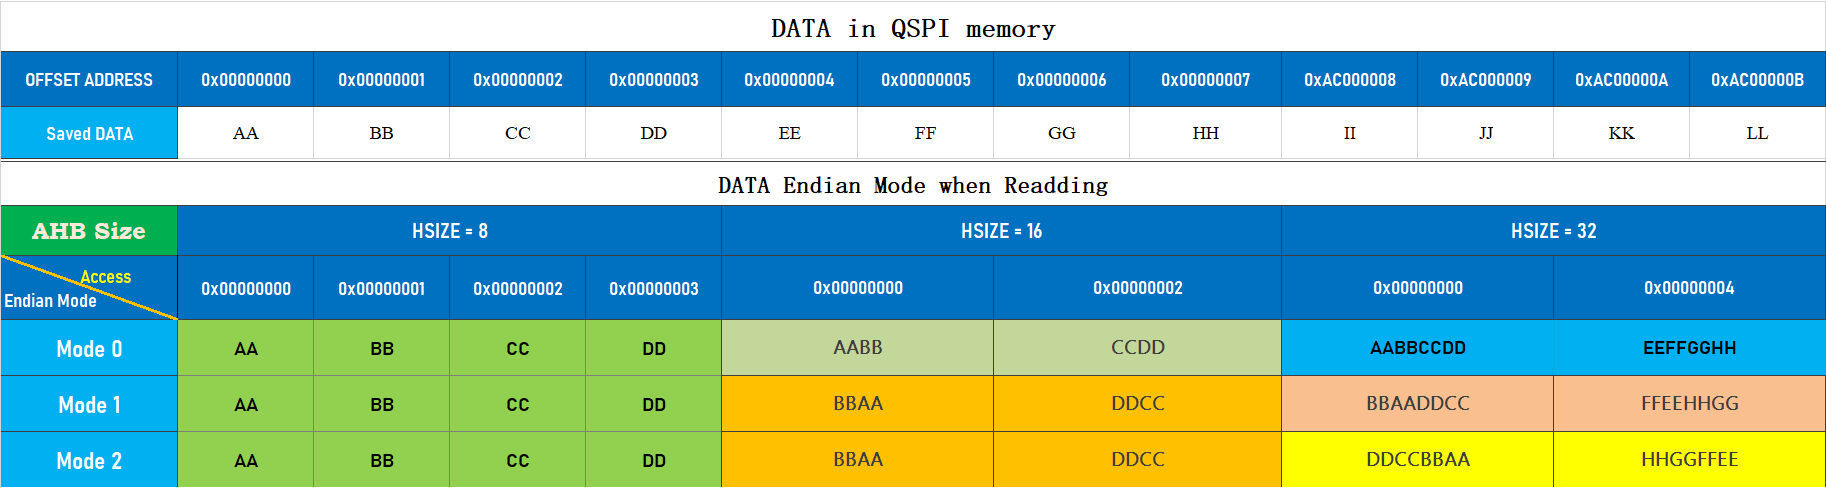 DATA in QSPI memory
OFFSET ADDRESS 0x00000000 0x00000001 0x00000002 0x00000003 0x00000004 0x00000005 0x00000006 0x00000007 0xAC000008 0xAC000009 0xAC00000A 0xAC00000B
Saved DATA AA BB CC DD EE FF GG HH II JJ KK LL
DATA Endian Mode when Readding
AHB Size HSIZE = 8 HSIZE = 16 HSIZE = 32
Access
Endian Mode 0x00000000 0x00000001 0x00000002 0x00000003 0x00000000 0x00000002 0x00000000 0x00000004
Mode 0 AA BB CC DD AABB CCDD AABBCCDD EEFFGGHH
Mode 1 AA BB CC DD BBAA DDCC BBAADDCC FFEEHHGG
Mode 2 AA BB CC DD BBAA DDCC DDCCBBAA HHGGFFEE